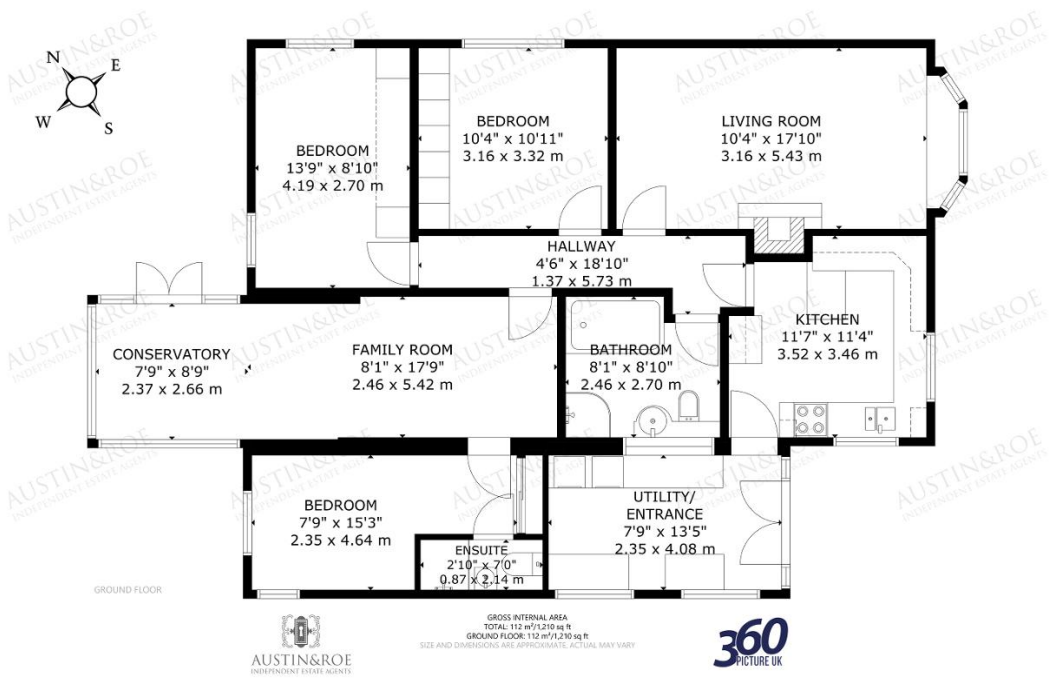 N
E
W
S
BEDROOM
13'9" x 8'10"
4.19 x 2.70 m
BEDROOM
10'4" x 10'11"
3.16 x 3.32 m
LIVING ROOM
10'4" x 17'10"
3.16 x 5.43 m
HALLWAY
4'6" x 18'10"
1.37 x 5.73 m
CONSERVATORY
7'9" x 8'9"
2.37 x 2.66 m
FAMILY ROOM
8'1" x 17'9"
2.46 x 5.42 m
BATHROOM
8'1" x 8'10"
2.46 x 2.70 m
KITCHEN
11'7" x 11'4"
3.52 x 3.46 m
BEDROOM
7'9" x 15'3"
2.35 x 4.64 m
ENSUITE
2'10" x 7'0"
0.87 x 2.14 m
UTILITY/
ENTRANCE
7'9" x 13'5"
2.35 x 4.08 m
GROUND FLOOR
AUSTIN&ROE
INDEPENDENT ESTATE AGENTS
GROSS INTERNAL AREA
TOTAL: 112 m²/1,210 sq ft
GROUND FLOOR: 112 m²/1,210 sq ft
SIZE AND DIMENSIONS ARE APPROXIMATE, ACTUAL MAY VARY
360
PICTURE UK
AUSTIN&ROE
INDEPENDENT ESTATE AGENTS